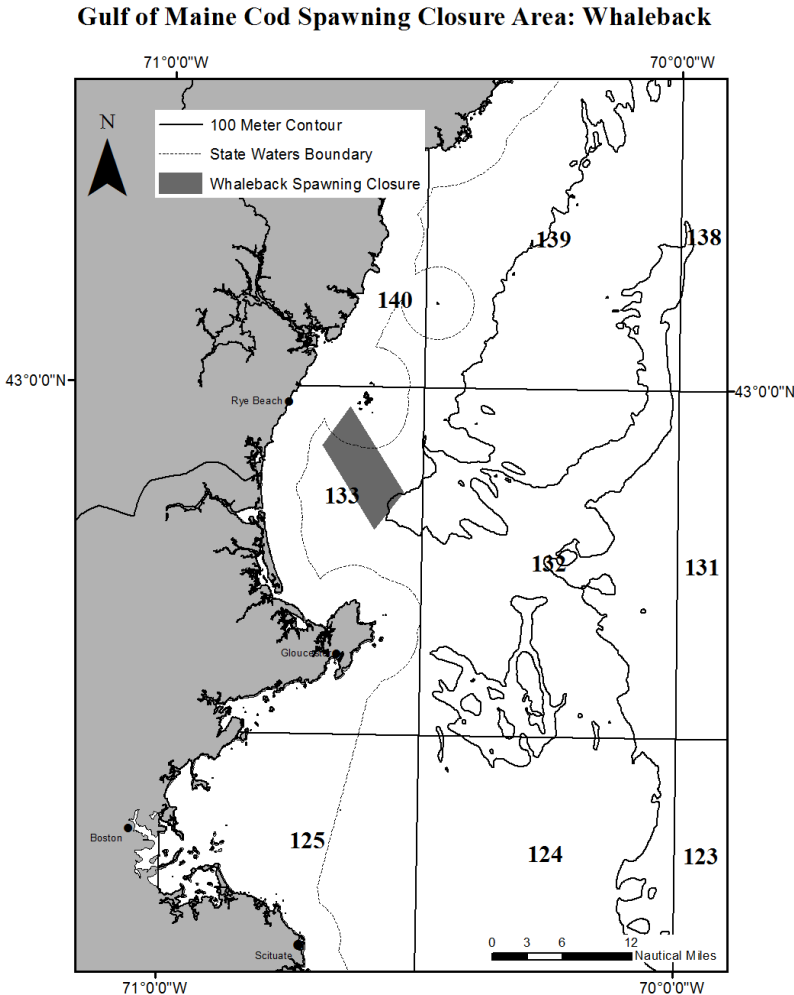 Gulf of Maine Cod Spawning Closure Area: Whaleback
71°0'0"W
70°0'0"W
N
100 Meter Contour
State Waters Boundary
Whaleback Spawning Closure
139
138
140
43°0'0"N
43°0'0"N
Rye Beach
133
132
131
Gloucester
125
124
123
Boston
0 3 6 12
Nautical Miles
Scituate
71°0'0"W
70°0'0"W